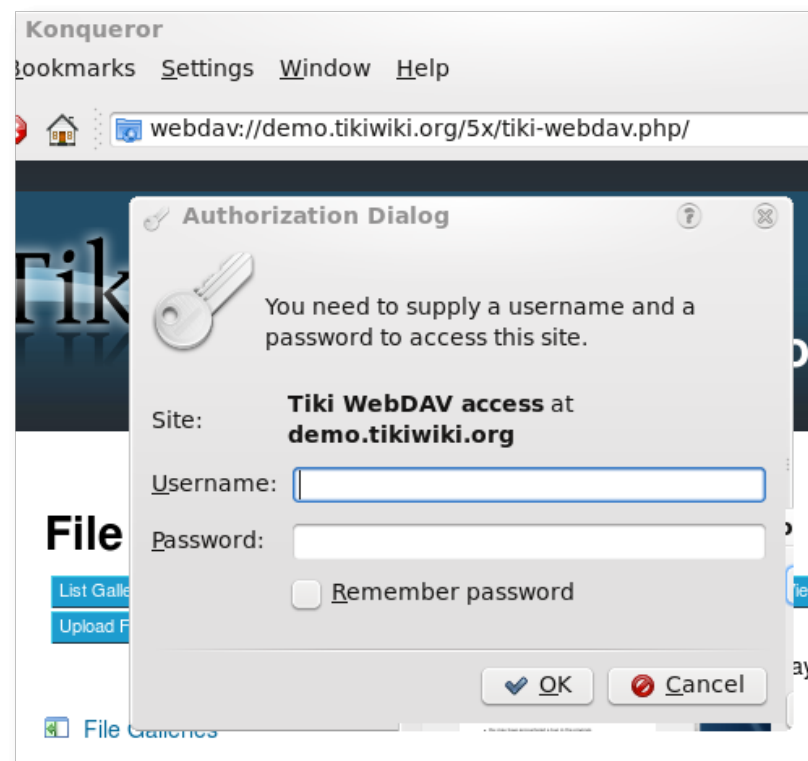 Konqueror
Bookmarks Settings Window Help
webdav://demo.tikiwiki.org/5x/tiki-webdav.php/
Authorization Dialog
Tik
You need to supply a username and a
password to access this site.
Site: Tiki WebDAV access at
demo.tikiwiki.org
Username:
File
Password:
List Galle
Remember password
Upload F
OK Cancel
File Galleries